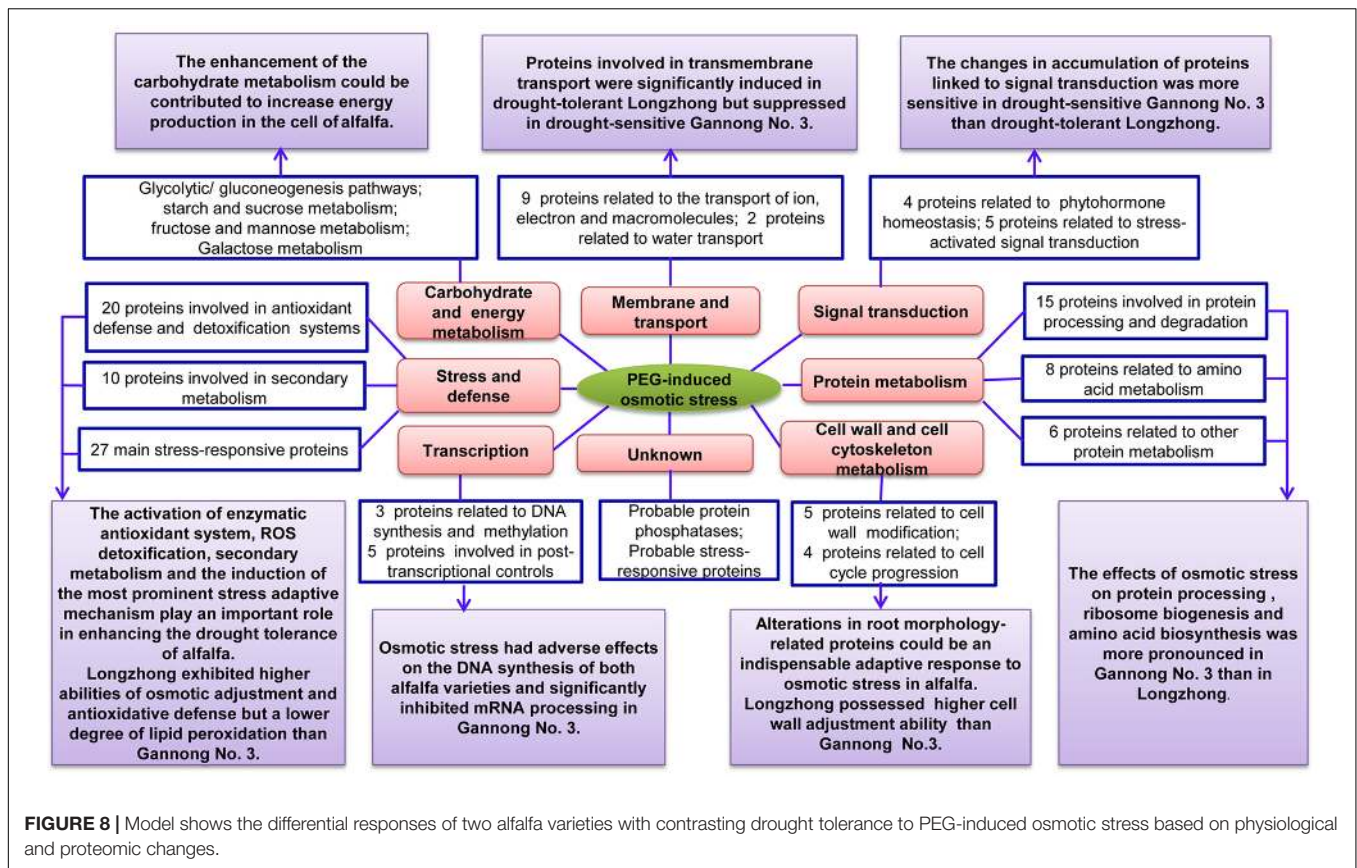 The enhancement of the
carbohydrate metabolism could be
contributed to increase energy
production in the cell of alfalfa.
Proteins involved in transmembrane
transport were significantly induced in
drought-tolerant Longzhong but suppressed
in drought-sensitive Gannong No. 3.
The changes in accumulation of proteins
linked to signal transduction was more
sensitive in drought-sensitive Gannong No. 3
than drought-tolerant Longzhong.
Glycolytic/ gluconeogenesis pathways;
starch and sucrose metabolism;
fructose and mannose metabolism;
Galactose metabolism
9 proteins related to the transport of ion,
electron and macromolecules; 2 proteins
related to water transport
4 proteins related to phytohormone
homeostasis; 5 proteins related to stress-
activated signal transduction
20 proteins involved in antioxidant
defense and detoxification systems
Carbohydrate
and energy
metabolism
Membrane and
transport
Signal transduction
15 proteins involved in protein
processing and degradation
10 proteins involved in secondary
metabolism
Stress and
defense
PEG-induced
osmotic stress
Protein metabolism
8 proteins related to amino
acid metabolism
27 main stress-responsive proteins
Transcription
Unknown
Cell wall and cell
cytoskeleton
metabolism
6 proteins related to other
protein metabolism
The activation of enzymatic
antioxidant system, ROS
detoxification, secondary
metabolism and the induction of
the most prominent stress adaptive
mechanism play an important role
in enhancing the drought tolerance
of alfalfa.
Longzhong exhibited higher
abilities of osmotic adjustment and
antioxidative defense but a lower
degree of lipid peroxidation than
Gannong No. 3.
3 proteins related to DNA
synthesis and methylation
5 proteins involved in post-
transcriptional controls
Probable protein
phosphatases;
Probable stress-
responsive proteins
5 proteins related to cell
wall modification;
4 proteins related to cell
cycle progression
Osmotic stress had adverse effects
on the DNA synthesis of both
alfalfa varieties and significantly
inhibited mRNA processing in
Gannong No. 3.
Alterations in root morphology-
related proteins could be an
indispensable adaptive response to
osmotic stress in alfalfa.
Longzhong possessed higher cell
wall adjustment ability than
Gannong No.3.
The effects of osmotic stress
on protein processing ,
ribosome biogenesis and
amino acid biosynthesis was
more pronounced in
Gannong No. 3 than in
Longzhong.
FIGURE 8 | Model shows the differential responses of two alfalfa varieties with contrasting drought tolerance to PEG-induced osmotic stress based on physiological
and proteomic changes.